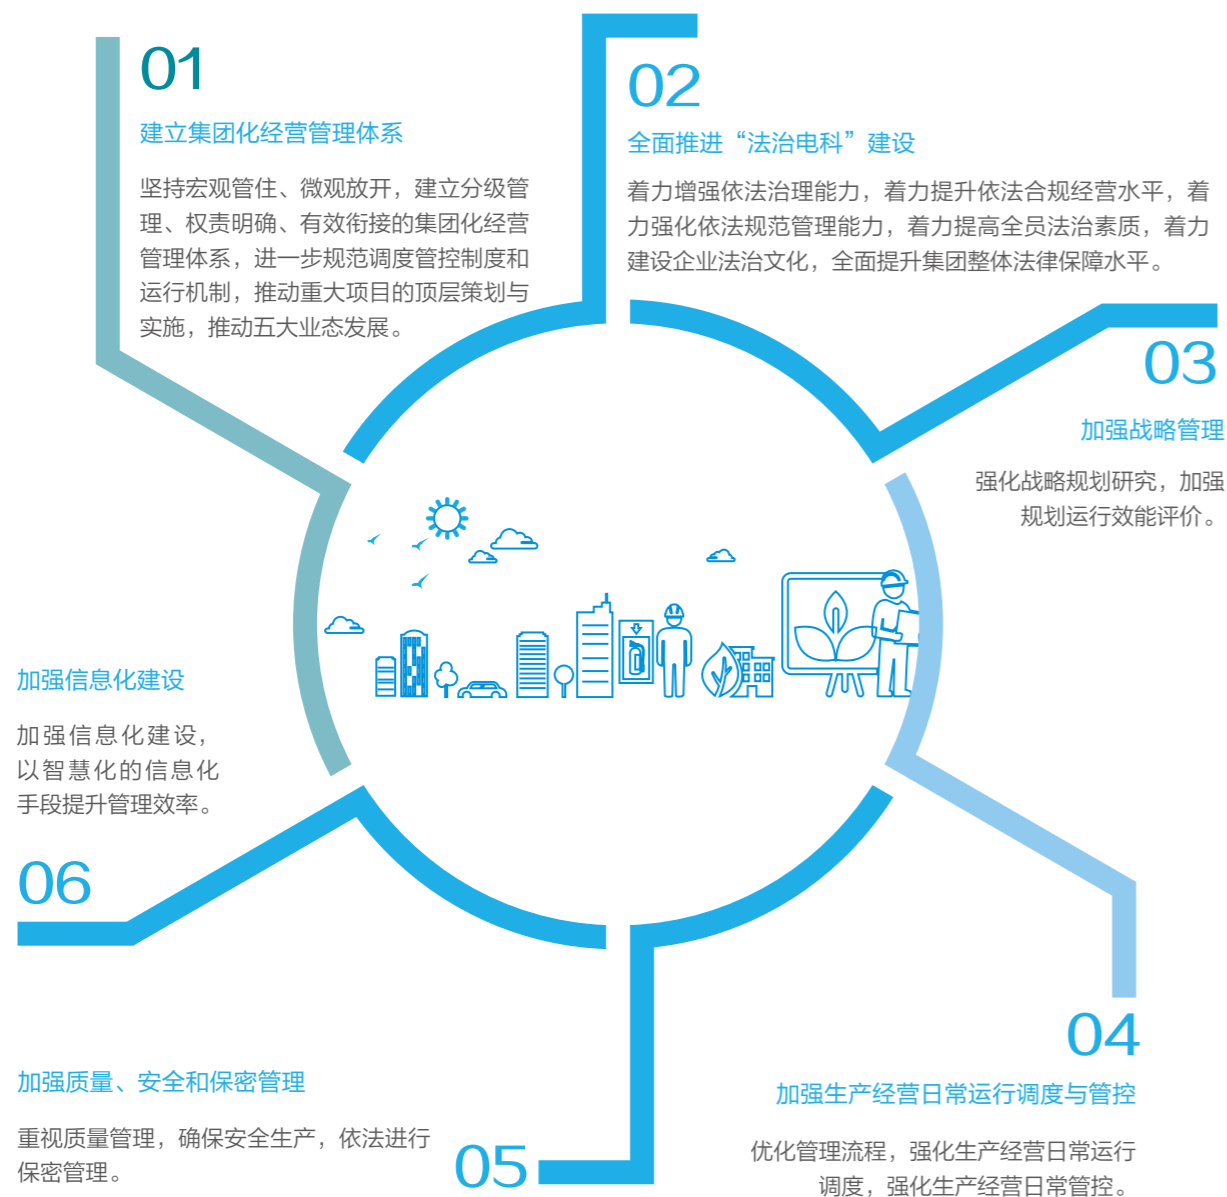 01
建立集团化经营管理体系
坚持宏观管住、微观放开，建立分级管
理、权责明确、有效衔接的集团化经营
管理体系，进一步规范调度管控制度和
运行机制，推动重大项目的顶层策划与
实施，推动五大业态发展。
02
全面推进“法治电科”建设
着力增强依法治理能力，着力提升依法合规经营水平，着
力强化依法规范管理能力，着力提高全员法治素质，着力
建设企业法治文化，全面提升集团整体法律保障水平。
03
加强战略管理
强化战略规划研究，加强
规划运行效能评价。
04
加强生产经营日常运行调度与管控
优化管理流程，强化生产经营日常运行
调度，强化生产经营日常管控。
加强质量、安全和保密管理
重视质量管理，确保安全生产，依法进行
保密管理。
05
加强信息化建设
加强信息化建设，
以智慧化的信息化
手段提升管理效率。
06